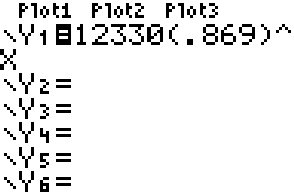 Plot1 Plot2 Plot3
\Y₁=12330(.869)^
X
\Y₂=
\Y₃=
\Y₄=
\Y₅=
\Y₆=